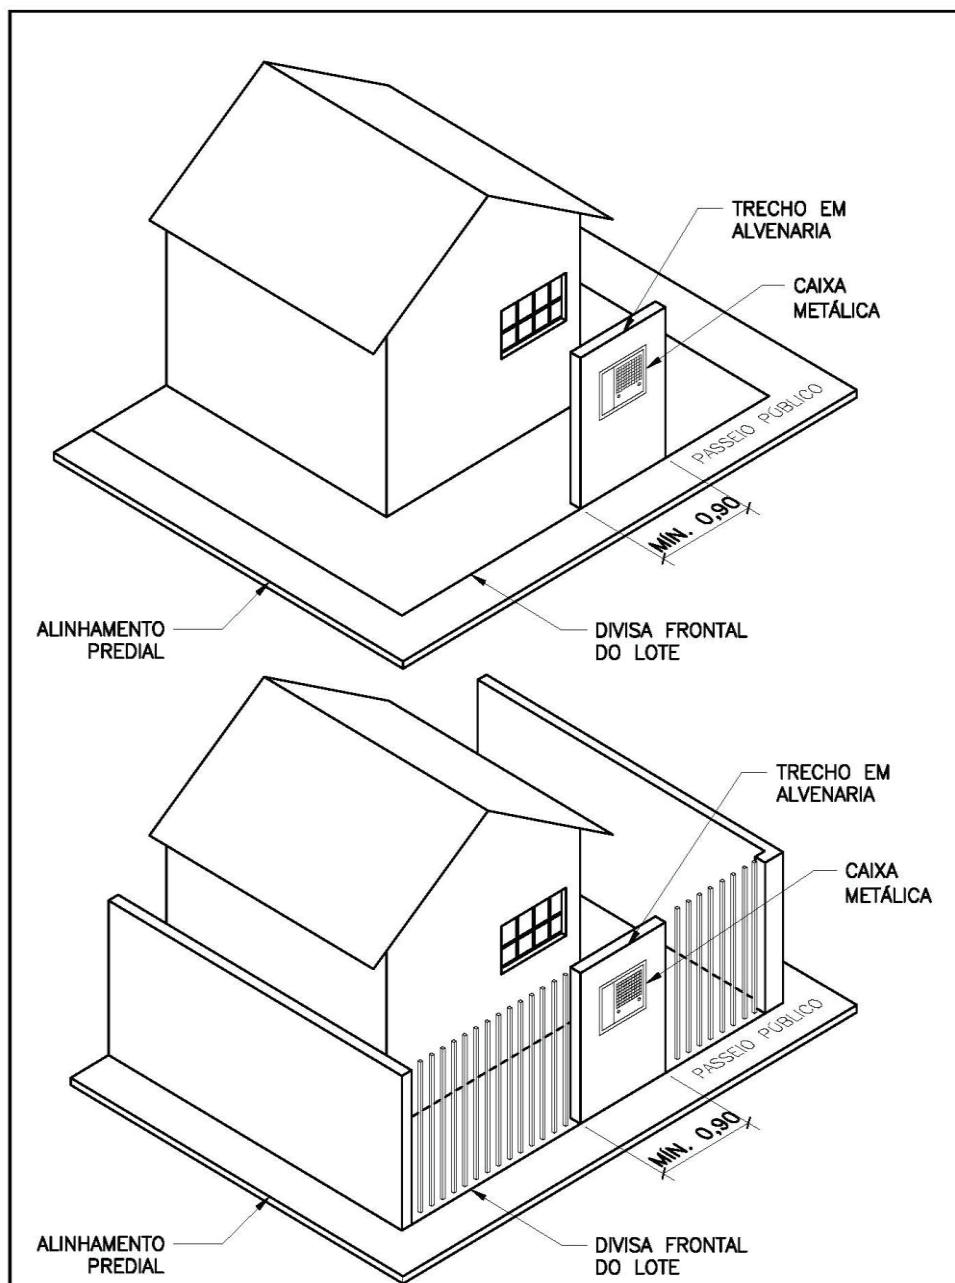 TRECHO EM
ALVENARIA
CAIXA
METÁLICA
PASSEIO PÚBLICO
MÍN. 0,90
ALINHAMENTO
PREDIAL
DIVISA FRONTAL
DO LOTE
TRECHO EM
ALVENARIA
CAIXA
METÁLICA
PASSEIO PÚBLICO
MÍN. 0,90
ALINHAMENTO
PREDIAL
DIVISA FRONTAL
DO LOTE